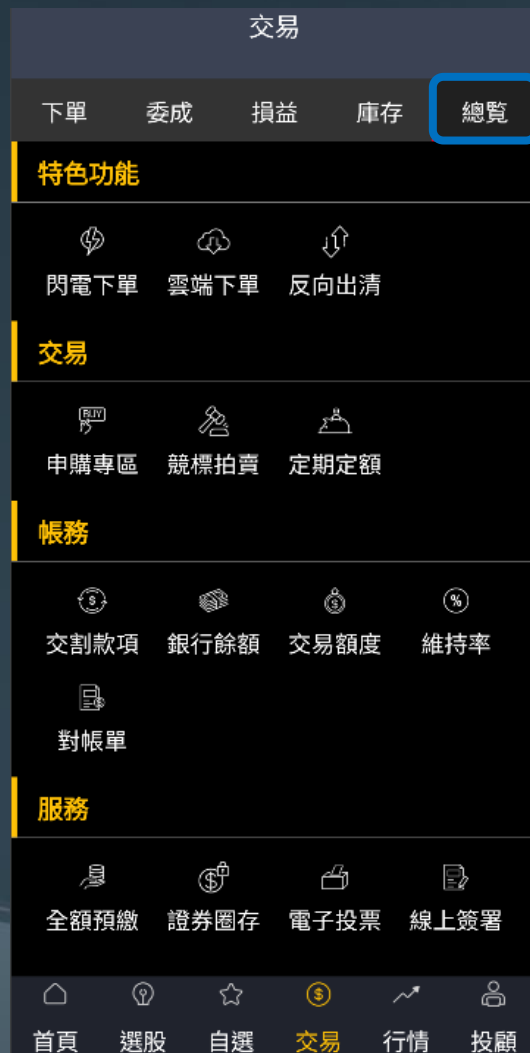 交易
下單 委成 損益 庫存 總覽
特色功能
閃電下單 雲端下單 反向出清
交易
BUY
申購專區 競標拍賣 定期定額
帳務
$ $ %
交割款項 銀行餘額 交易額度 維持率
對帳單
服務
全額預繳 證券圈存 電子投票 線上簽署
首頁 選股 自選 交易 行情 投顧